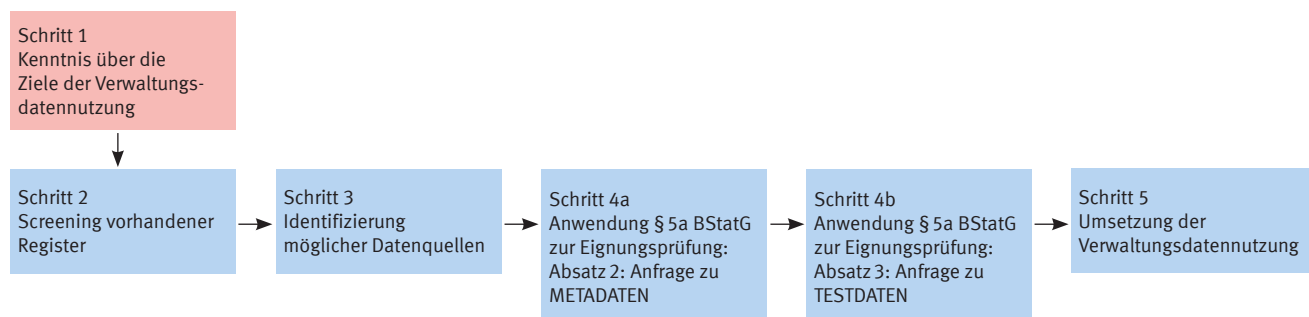 Schritt 1
Kenntnis über die
Ziele der Verwaltungs-
datennutzung
Schritt 2
Screening vorhandener
Register
Schritt 3
Identifizierung
möglicher Datenquellen
Schritt 4a
Anwendung § 5a BStatG
zur Eignungsprüfung:
Absatz 2: Anfrage zu
METADATEN
Schritt 4b
Anwendung § 5a BStatG
zur Eignungsprüfung:
Absatz 3: Anfrage zu
TESTDATEN
Schritt 5
Umsetzung der
Verwaltungsdatennutzung